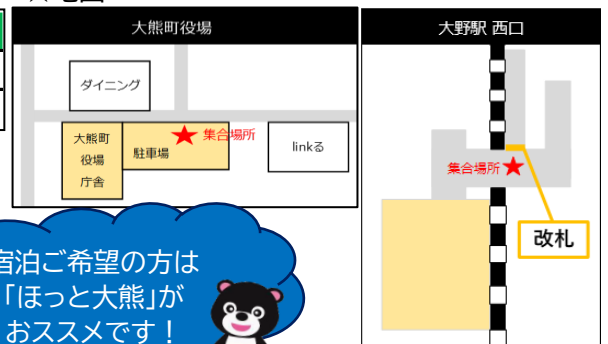 大熊町役場
ダイニング
大熊町
役場
庁舎
駐車場
集合場所
linkる
大野駅 西口
集合場所
改札
宿泊ご希望の方は
「ほっと大熊」が
おススメです！